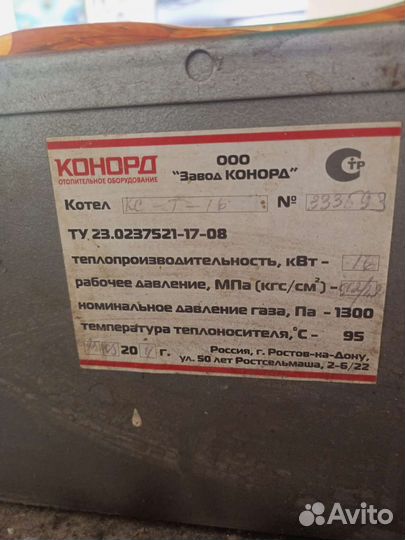 КОНОРД
ОТОПИТЕЛЬНОЕ ОБОРУДОВАНИЕ
ООО
"Завод КОНОРД"
С тр
Котел КС-Т-16 № 333593
ТУ 23.0237521-17-08
теплопроизводительность, кВт - 16
рабочее давление, МПа (кгс/см²) -
номинальное давление газа, Па - 1300
температура теплоносителя,°С - 95
20 г.
Россия, г. Ростов-на-Дону,
ул. 50 лет Ростсельмаша, 2-6/22
Avito